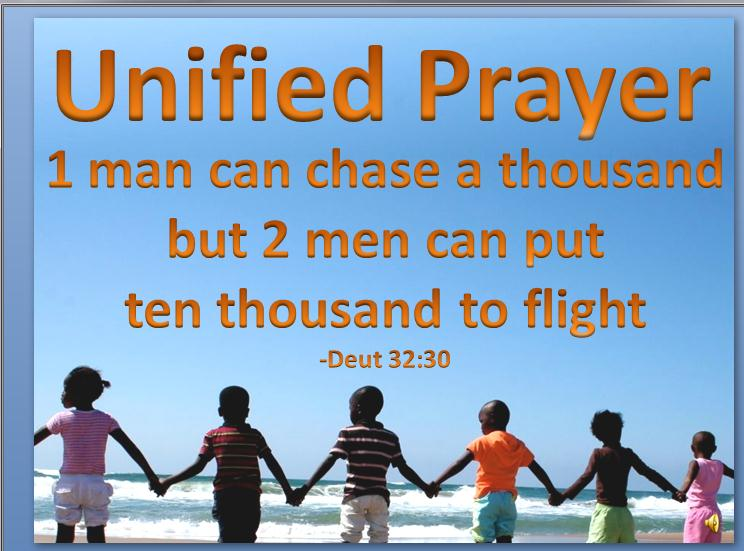 Unified Prayer
1 man can chase a thousand
but 2 men can put
ten thousand to flight
-Deut 32:30